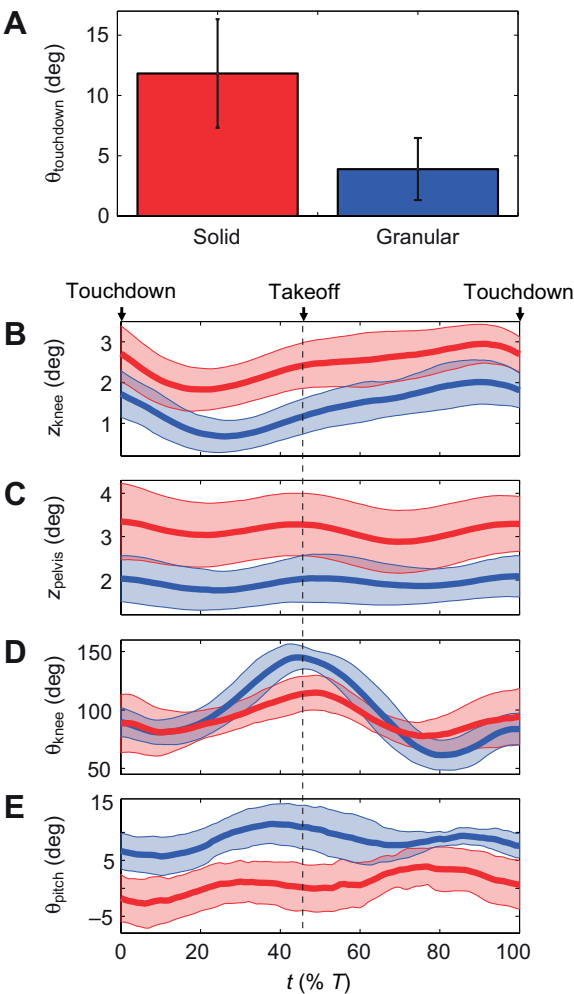 A
θtouchdown (deg)
15
10
5
0
Solid Granular
Touchdown Takeoff Touchdown
B
zknee (deg)
3
2
1
C
zpelvis (deg)
4
3
2
D
θknee (deg)
150
100
50
E
θpitch (deg)
15
5
–5
0 20 40 60 80 100
t (% T)